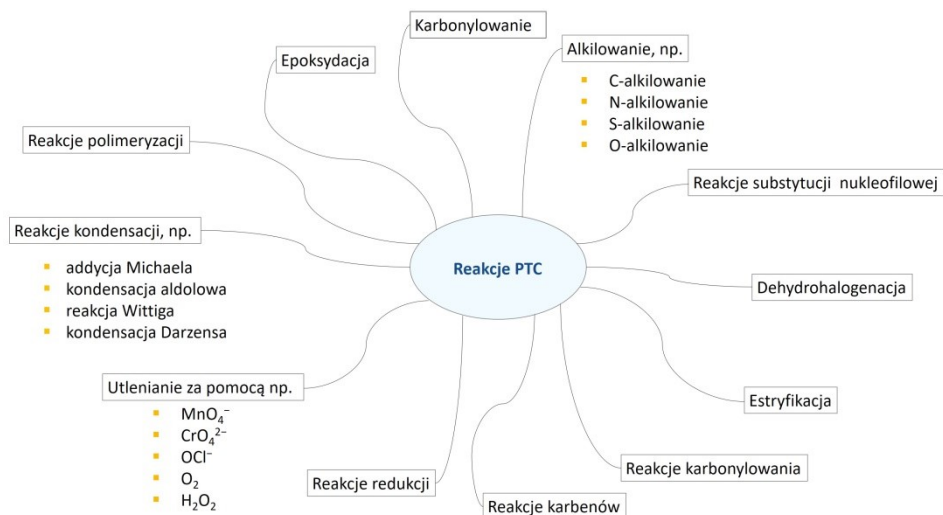 Karbonylowanie
Alkilowanie, np.
C-alkilowanie
N-alkilowanie
S-alkilowanie
O-alkilowanie
Epoksydacja
Reakcje polimeryzacji
Reakcje substytucji nukleofilowej
Reakcje kondensacji, np.
addycja Michaela
kondensacja aldolowa
reakcja Wittiga
kondensacja Darzensa
Reakcje PTC
Dehydrohalogenacja
Utlenianie za pomocą np.
MnO₄⁻
CrO₄²⁻
OCl⁻
O₂
H₂O₂
Estryfikacja
Reakcje karbonylowania
Reakcje redukcji
Reakcje karbenów